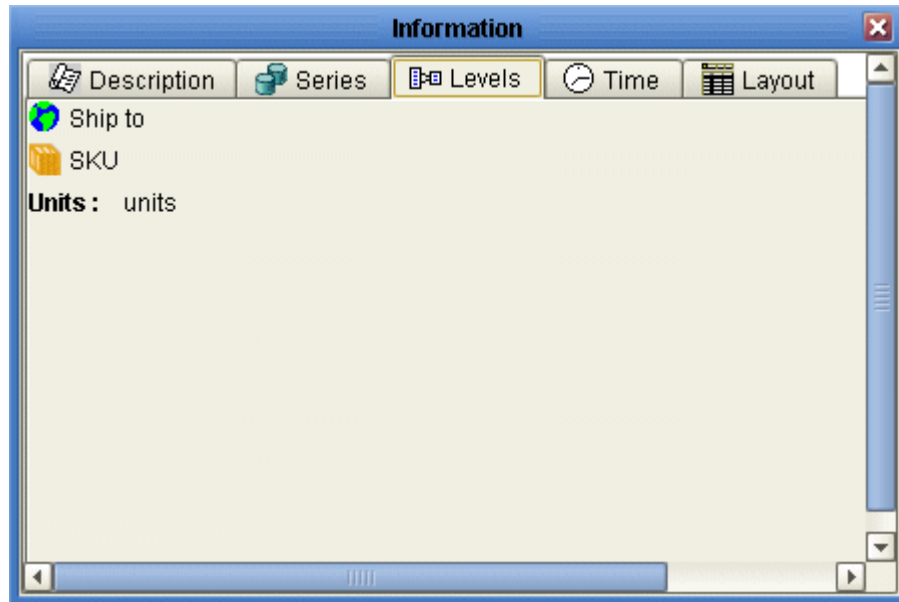 Information
Description Series Levels Time Layout
Ship to
SKU
Units : units